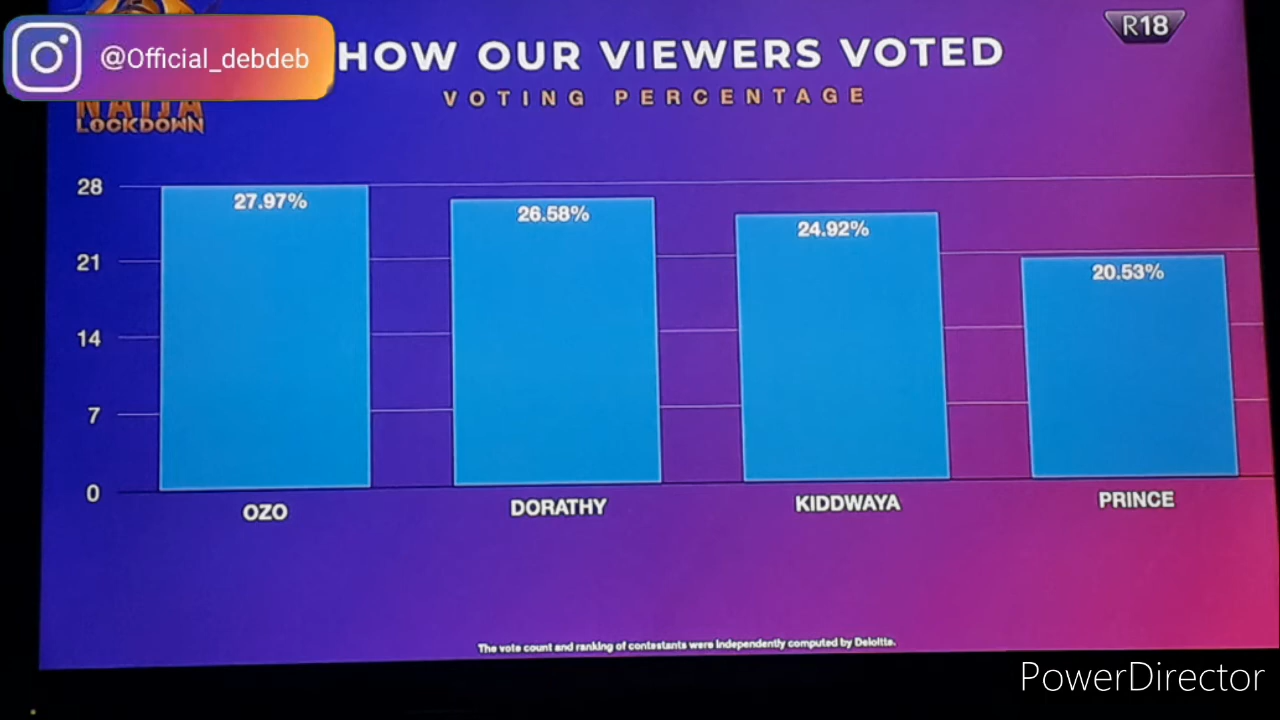 @Official_debdeb
HOW OUR VIEWERS VOTED
R18
VOTING PERCENTAGE
NAIJA
LOCKDOWN
28
21
14
7
0
27.97%
26.58%
24.92%
20.53%
OZO
DORATHY
KIDDWAYA
PRINCE
The vote count and ranking of contestants were independently computed by Deloitte.
PowerDirector